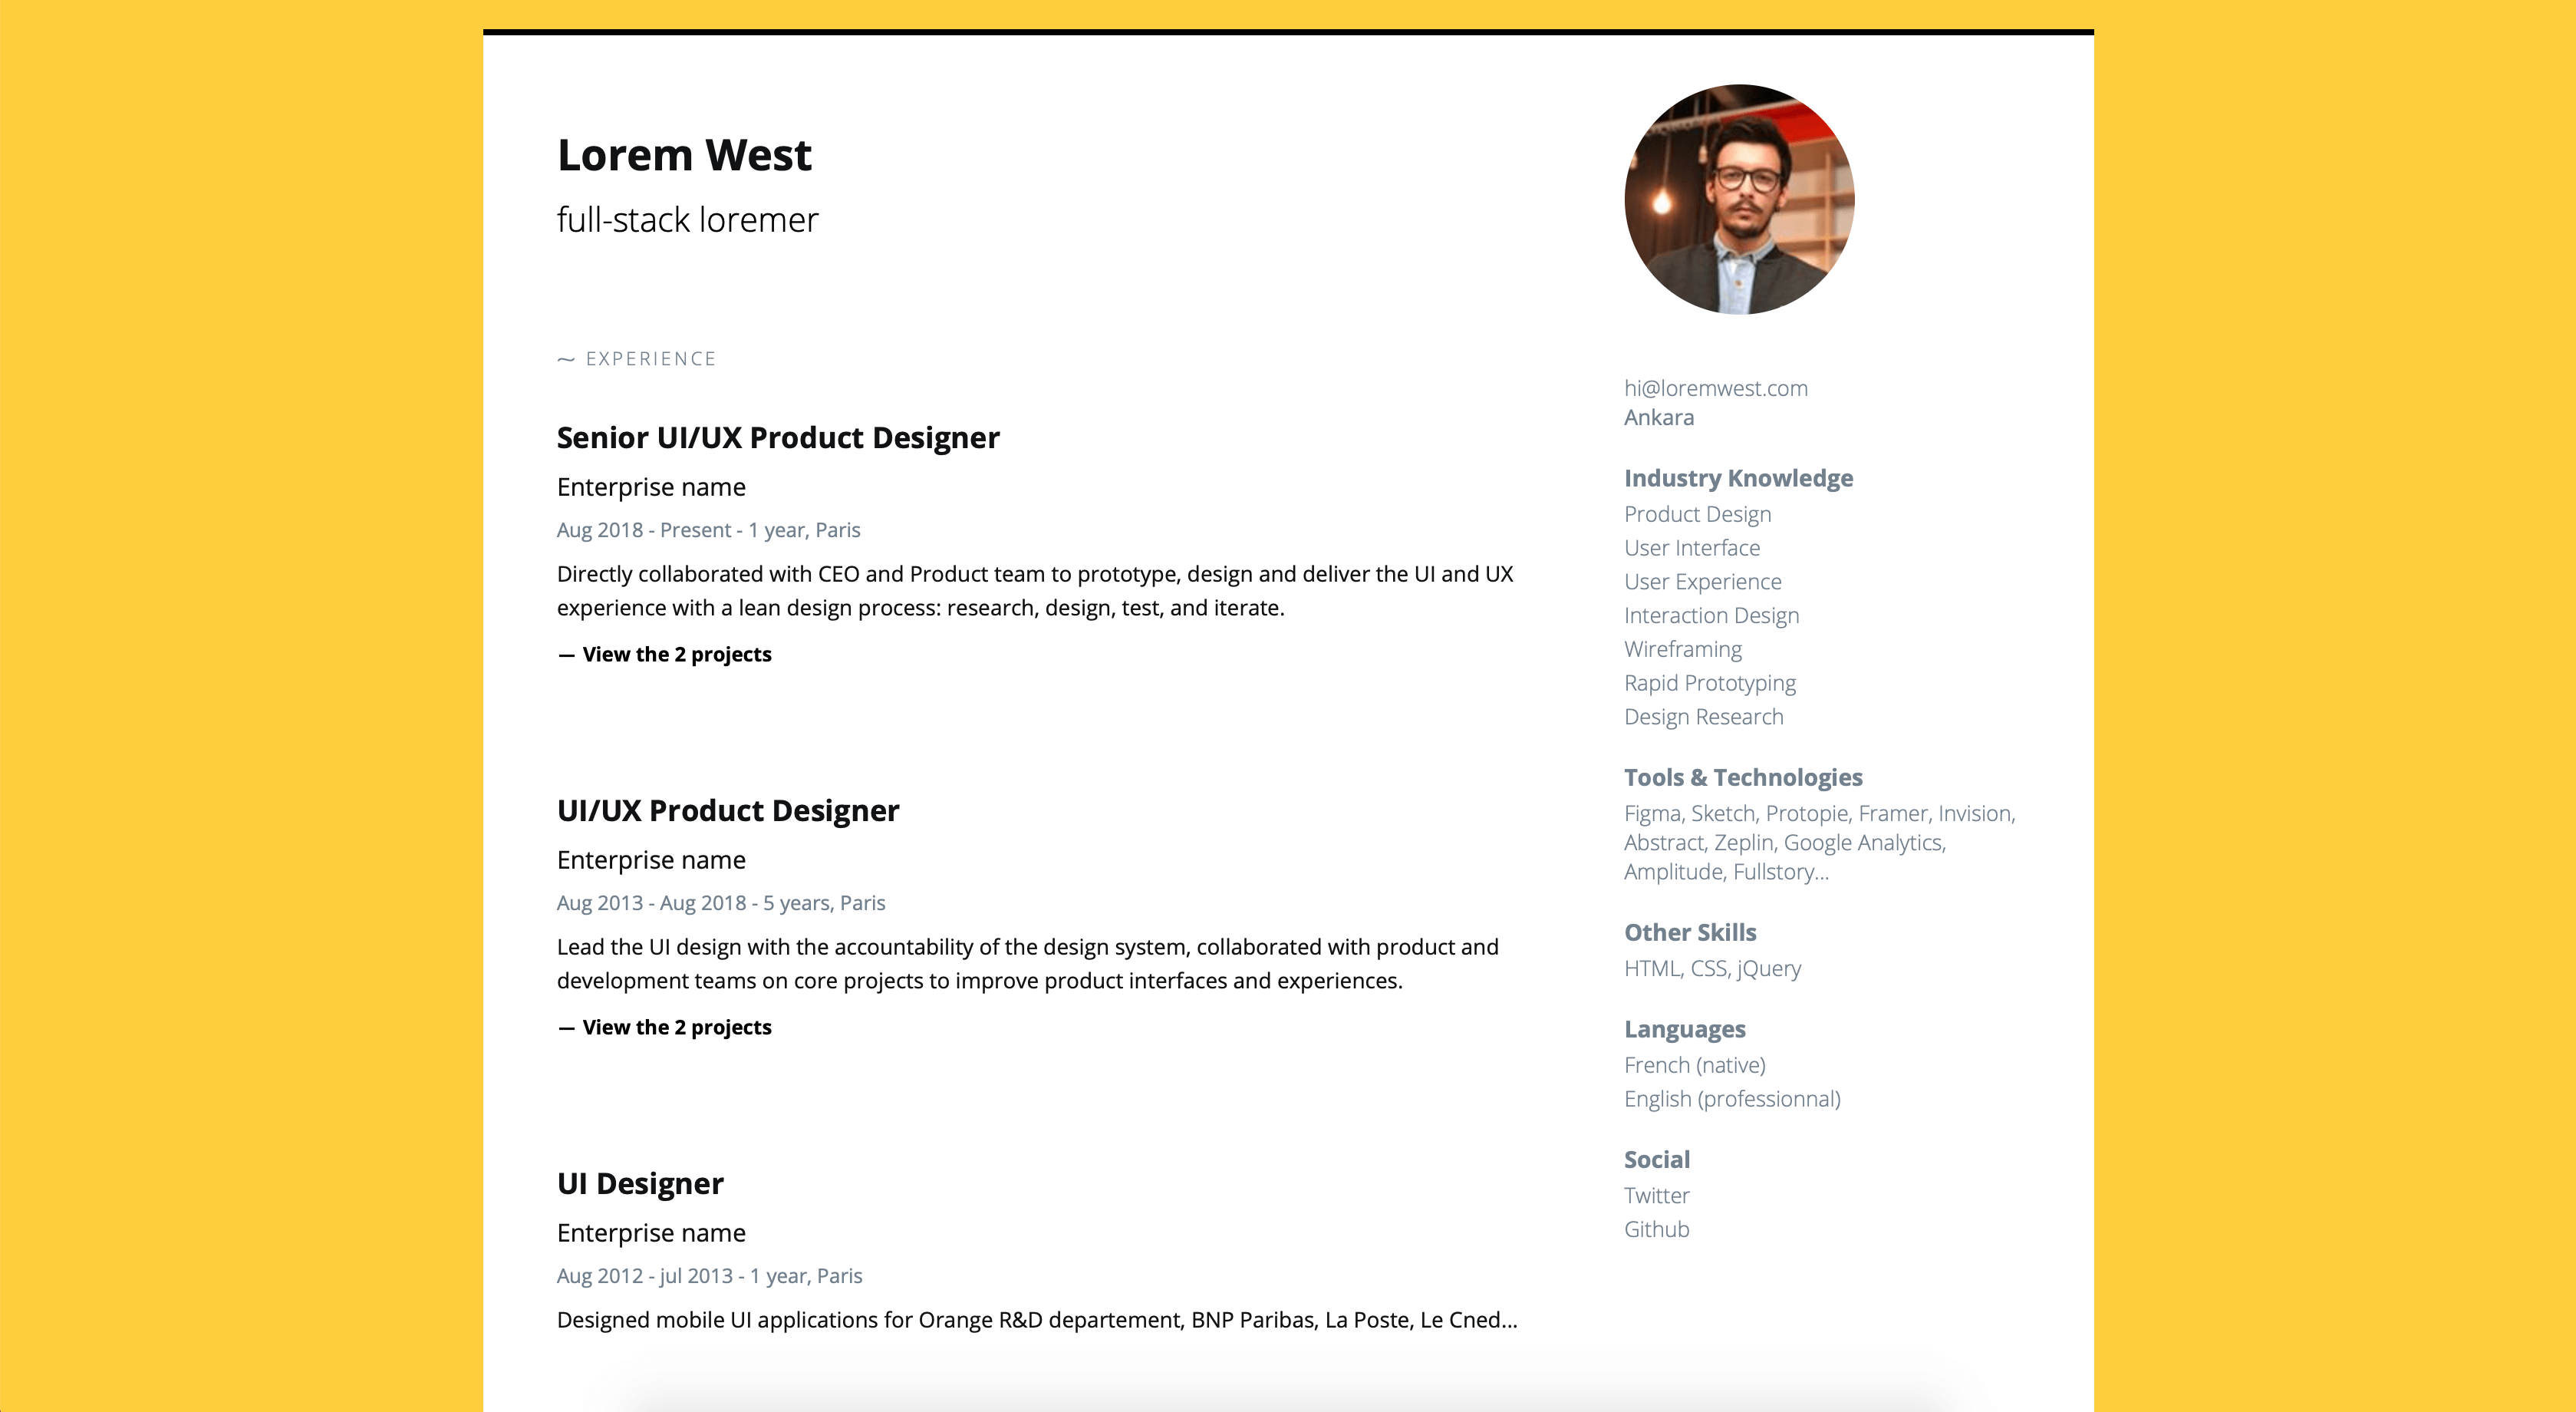 Lorem West
full-stack loremer
~ EXPERIENCE
Senior UI/UX Product Designer
Enterprise name
Aug 2018 - Present - 1 year, Paris
Directly collaborated with CEO and Product team to prototype, design and deliver the UI and UX
experience with a lean design process: research, design, test, and iterate.
— View the 2 projects
UI/UX Product Designer
Enterprise name
Aug 2013 - Aug 2018 - 5 years, Paris
Lead the UI design with the accountability of the design system, collaborated with product and
development teams on core projects to improve product interfaces and experiences.
— View the 2 projects
UI Designer
Enterprise name
Aug 2012 - jul 2013 - 1 year, Paris
Designed mobile UI applications for Orange R&D departement, BNP Paribas, La Poste, Le Cned...
hi@loremwest.com
Ankara
Industry Knowledge
Product Design
User Interface
User Experience
Interaction Design
Wireframing
Rapid Prototyping
Design Research
Tools & Technologies
Figma, Sketch, Protopie, Framer, Invision,
Abstract, Zeplin, Google Analytics,
Amplitude, Fullstory...
Other Skills
HTML, CSS, jQuery
Languages
French (native)
English (professionnal)
Social
Twitter
Github